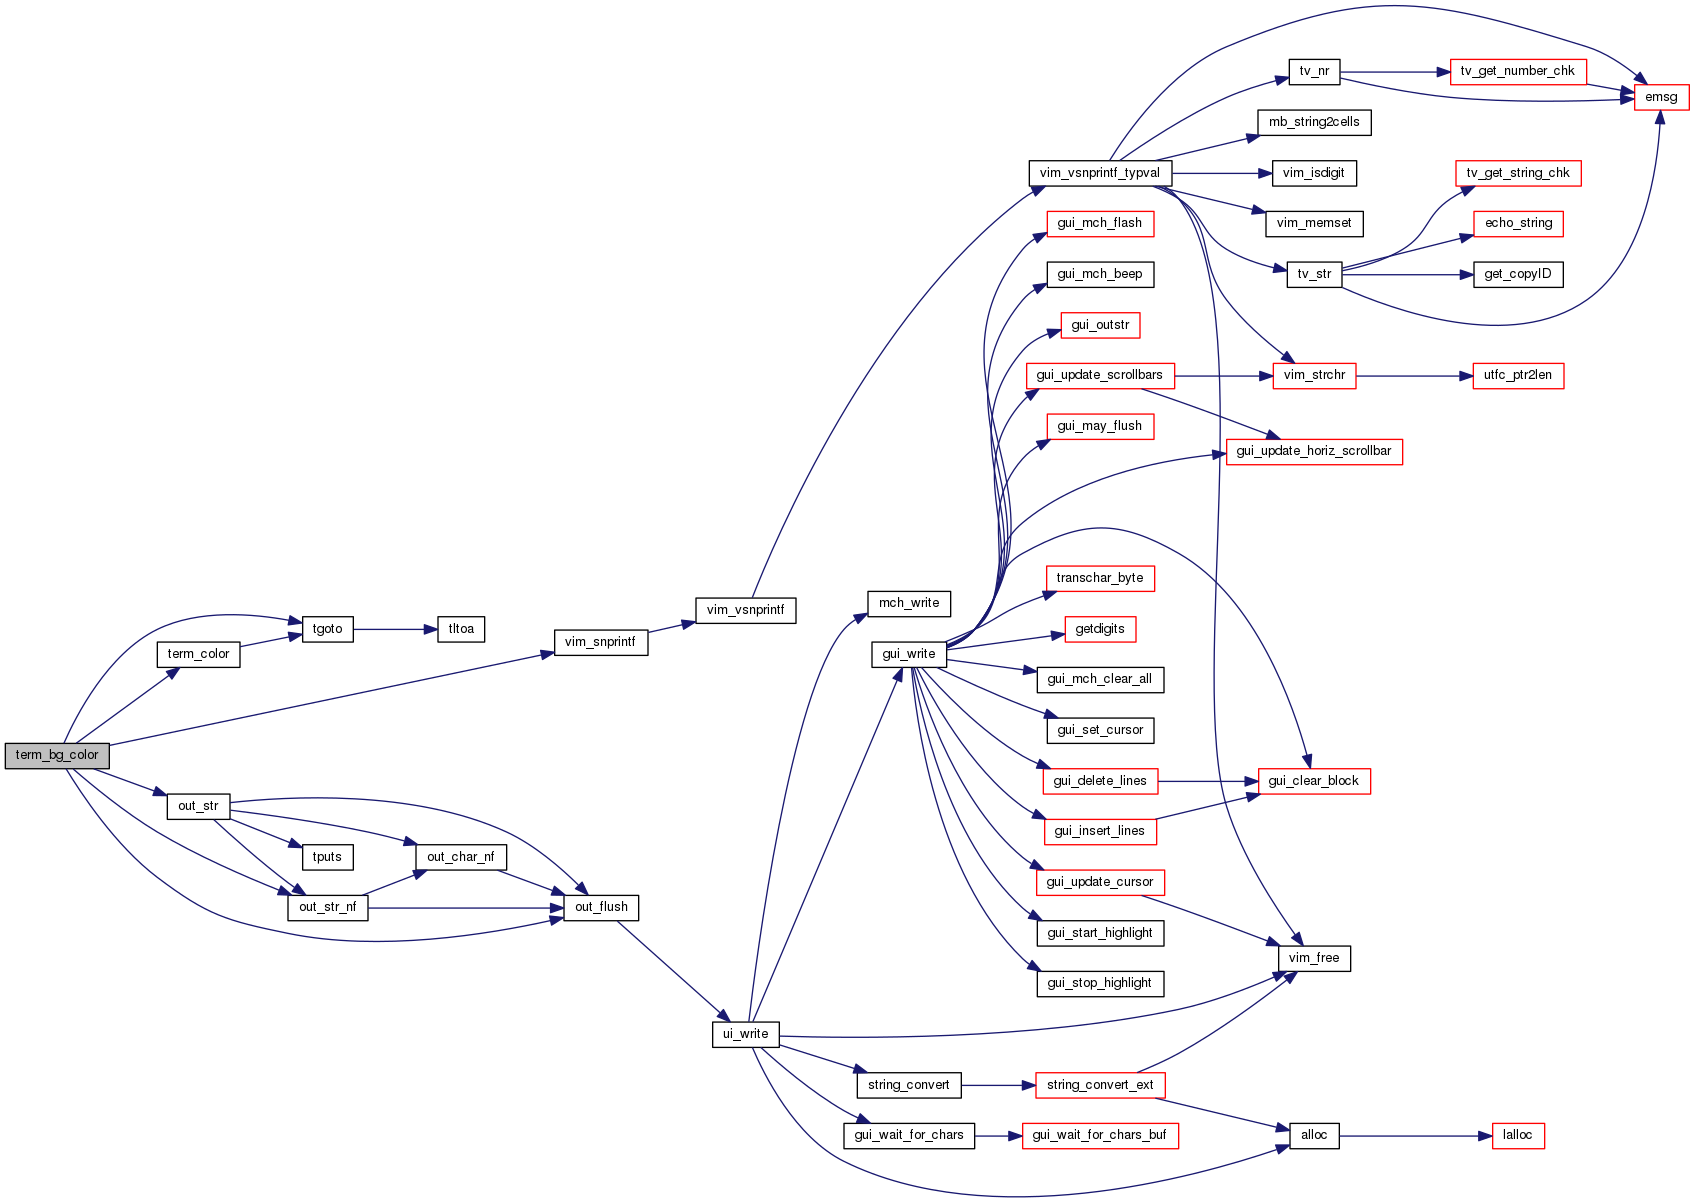 tv_nr
tv_get_number_chk
emsg
mb_string2cells
vim_vsnprintf_typval
vim_isdigit
tv_get_string_chk
gui_mch_flash
vim_memset
echo_string
gui_mch_beep
tv_str
get_copyID
gui_outstr
gui_update_scrollbars
vim_strchr
utfc_ptr2len
gui_may_flush
gui_update_horiz_scrollbar
transchar_byte
mch_write
vim_vsnprintf
tgoto
tltoa
getdigits
vim_snprintf
term_color
gui_write
gui_mch_clear_all
gui_set_cursor
term_bg_color
gui_delete_lines
gui_clear_block
out_str
gui_insert_lines
tputs
out_char_nf
gui_update_cursor
out_str_nf
out_flush
gui_start_highlight
vim_free
gui_stop_highlight
ui_write
string_convert
string_convert_ext
gui_wait_for_chars
gui_wait_for_chars_buf
alloc
lalloc